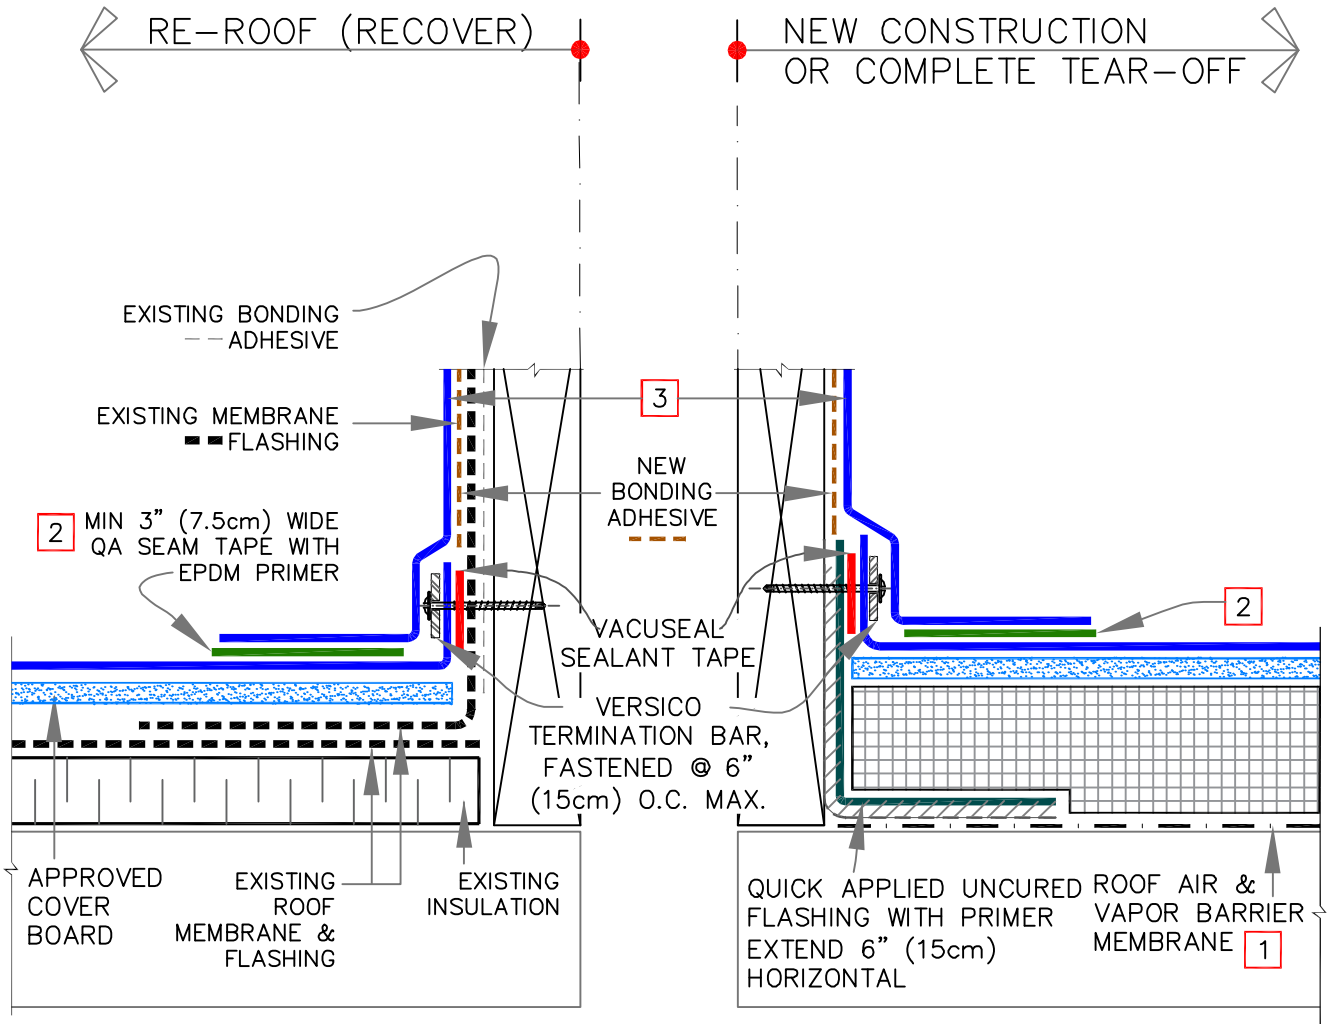 RE-ROOF (RECOVER)
NEW CONSTRUCTION
OR COMPLETE TEAR-OFF
EXISTING BONDING
ADHESIVE
EXISTING MEMBRANE
FLASHING
3
NEW
BONDING
ADHESIVE
2
MIN 3" (7.5cm) WIDE
QA SEAM TAPE WITH
EPDM PRIMER
2
VACUSEAL
SEALANT TAPE
VERSICO
TERMINATION BAR,
FASTENED @ 6"
(15cm) O.C. MAX.
APPROVED
COVER
BOARD
EXISTING
ROOF
MEMBRANE &
FLASHING
EXISTING
INSULATION
QUICK APPLIED UNCURED
FLASHING WITH PRIMER
EXTEND 6" (15cm)
HORIZONTAL
ROOF AIR &
VAPOR BARRIER
MEMBRANE
1